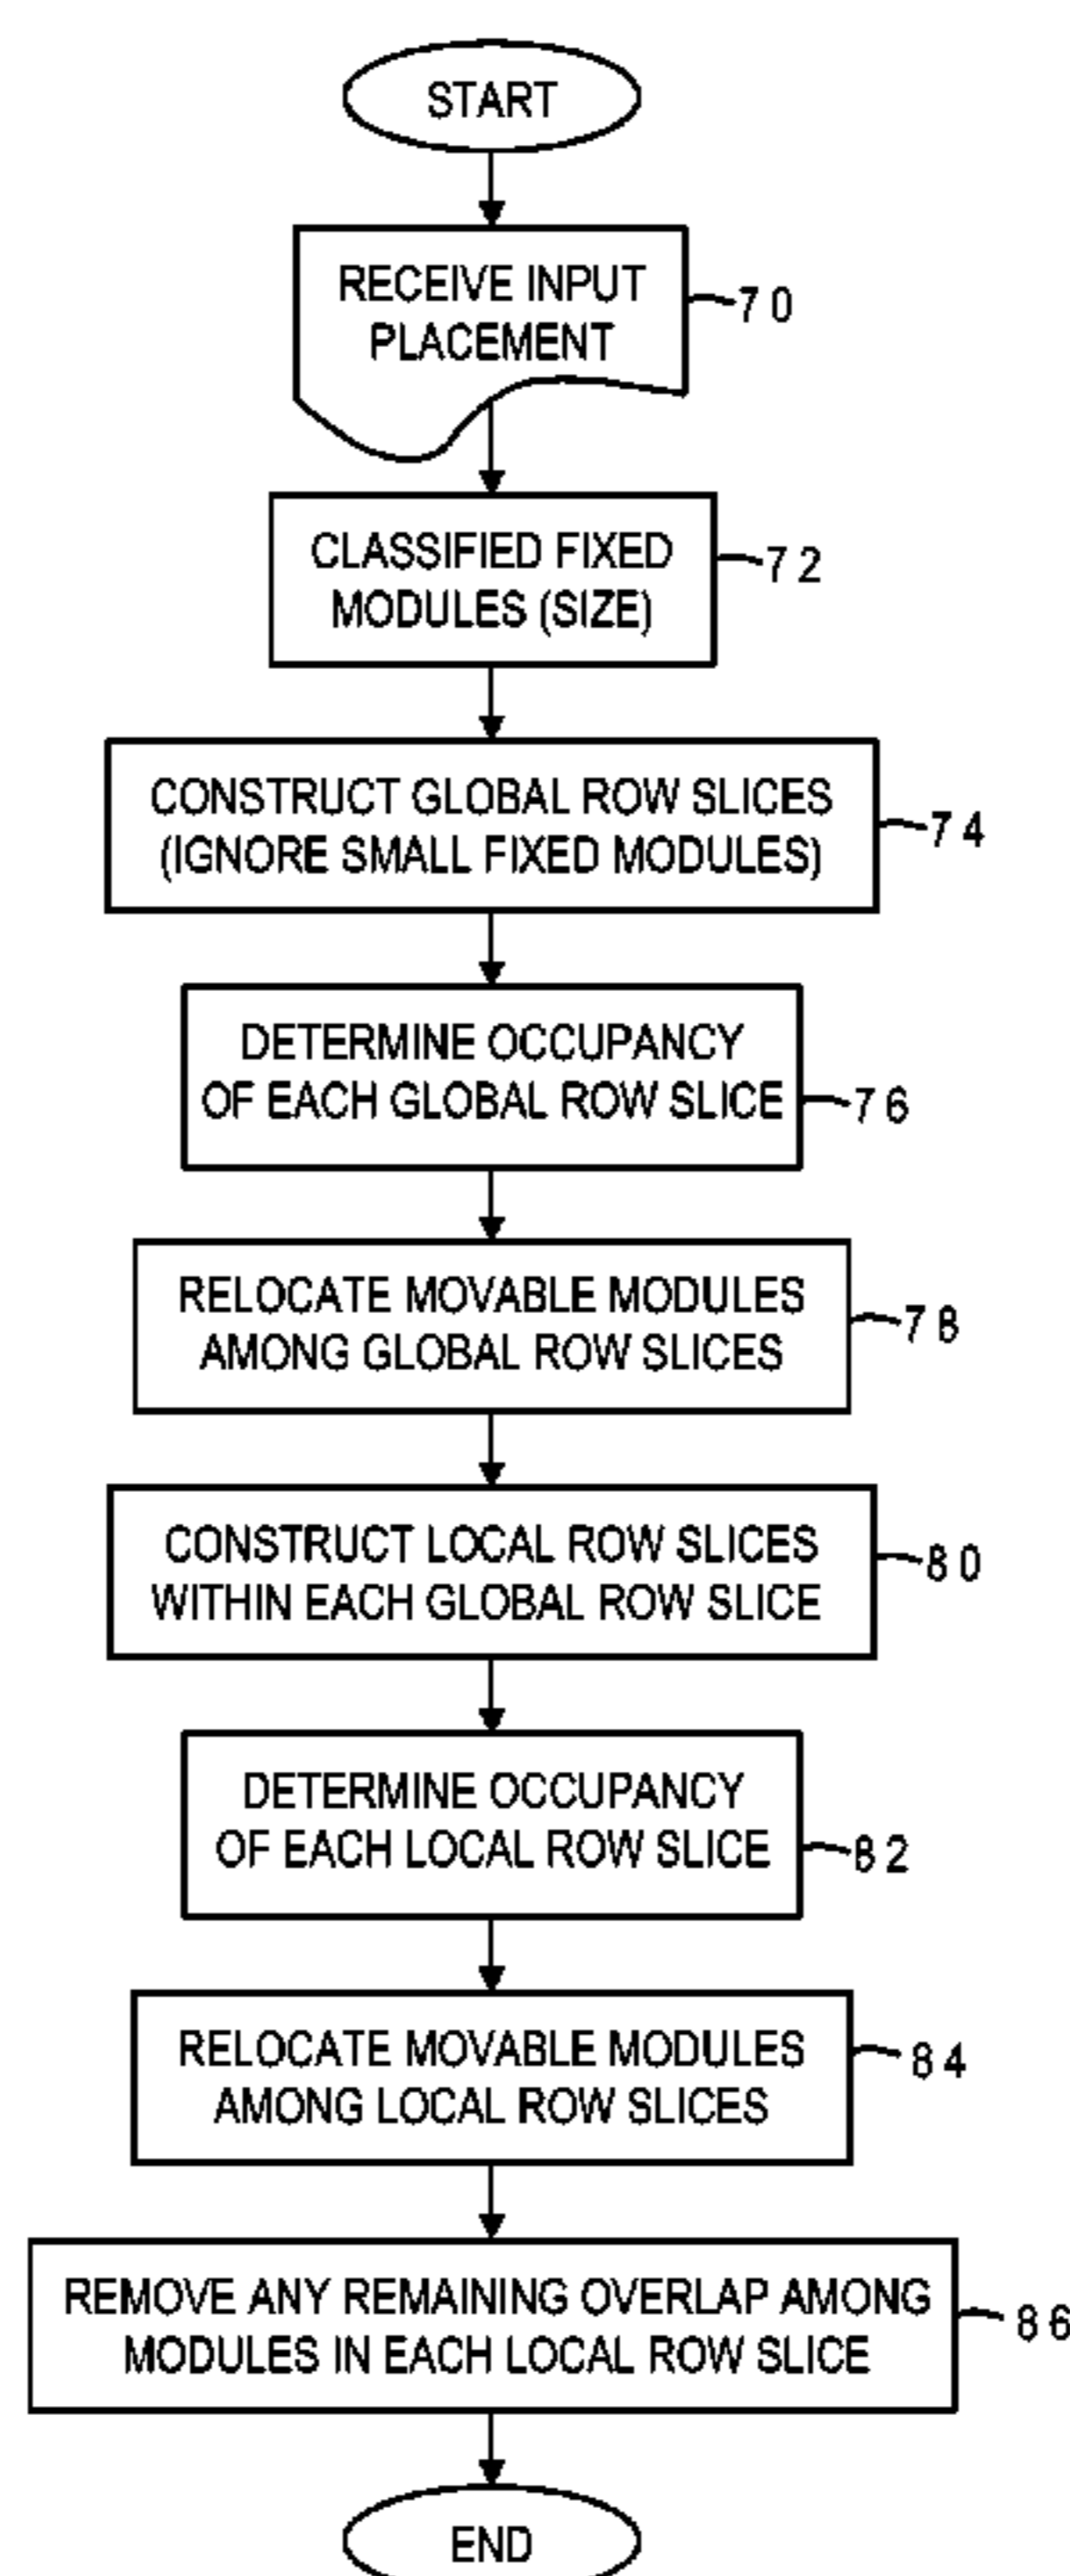 START
RECEIVE INPUT
PLACEMENT
70
CLASSIFIED FIXED
MODULES (SIZE)
72
CONSTRUCT GLOBAL ROW SLICES
(IGNORE SMALL FIXED MODULES)
74
DETERMINE OCCUPANCY
OF EACH GLOBAL ROW SLICE
76
RELOCATE MOVABLE MODULES
AMONG GLOBAL ROW SLICES
78
CONSTRUCT LOCAL ROW SLICES
WITHIN EACH GLOBAL ROW SLICE
80
DETERMINE OCCUPANCY
OF EACH LOCAL ROW SLICE
82
RELOCATE MOVABLE MODULES
AMONG LOCAL ROW SLICES
84
REMOVE ANY REMAINING OVERLAP AMONG
MODULES IN EACH LOCAL ROW SLICE
86
END